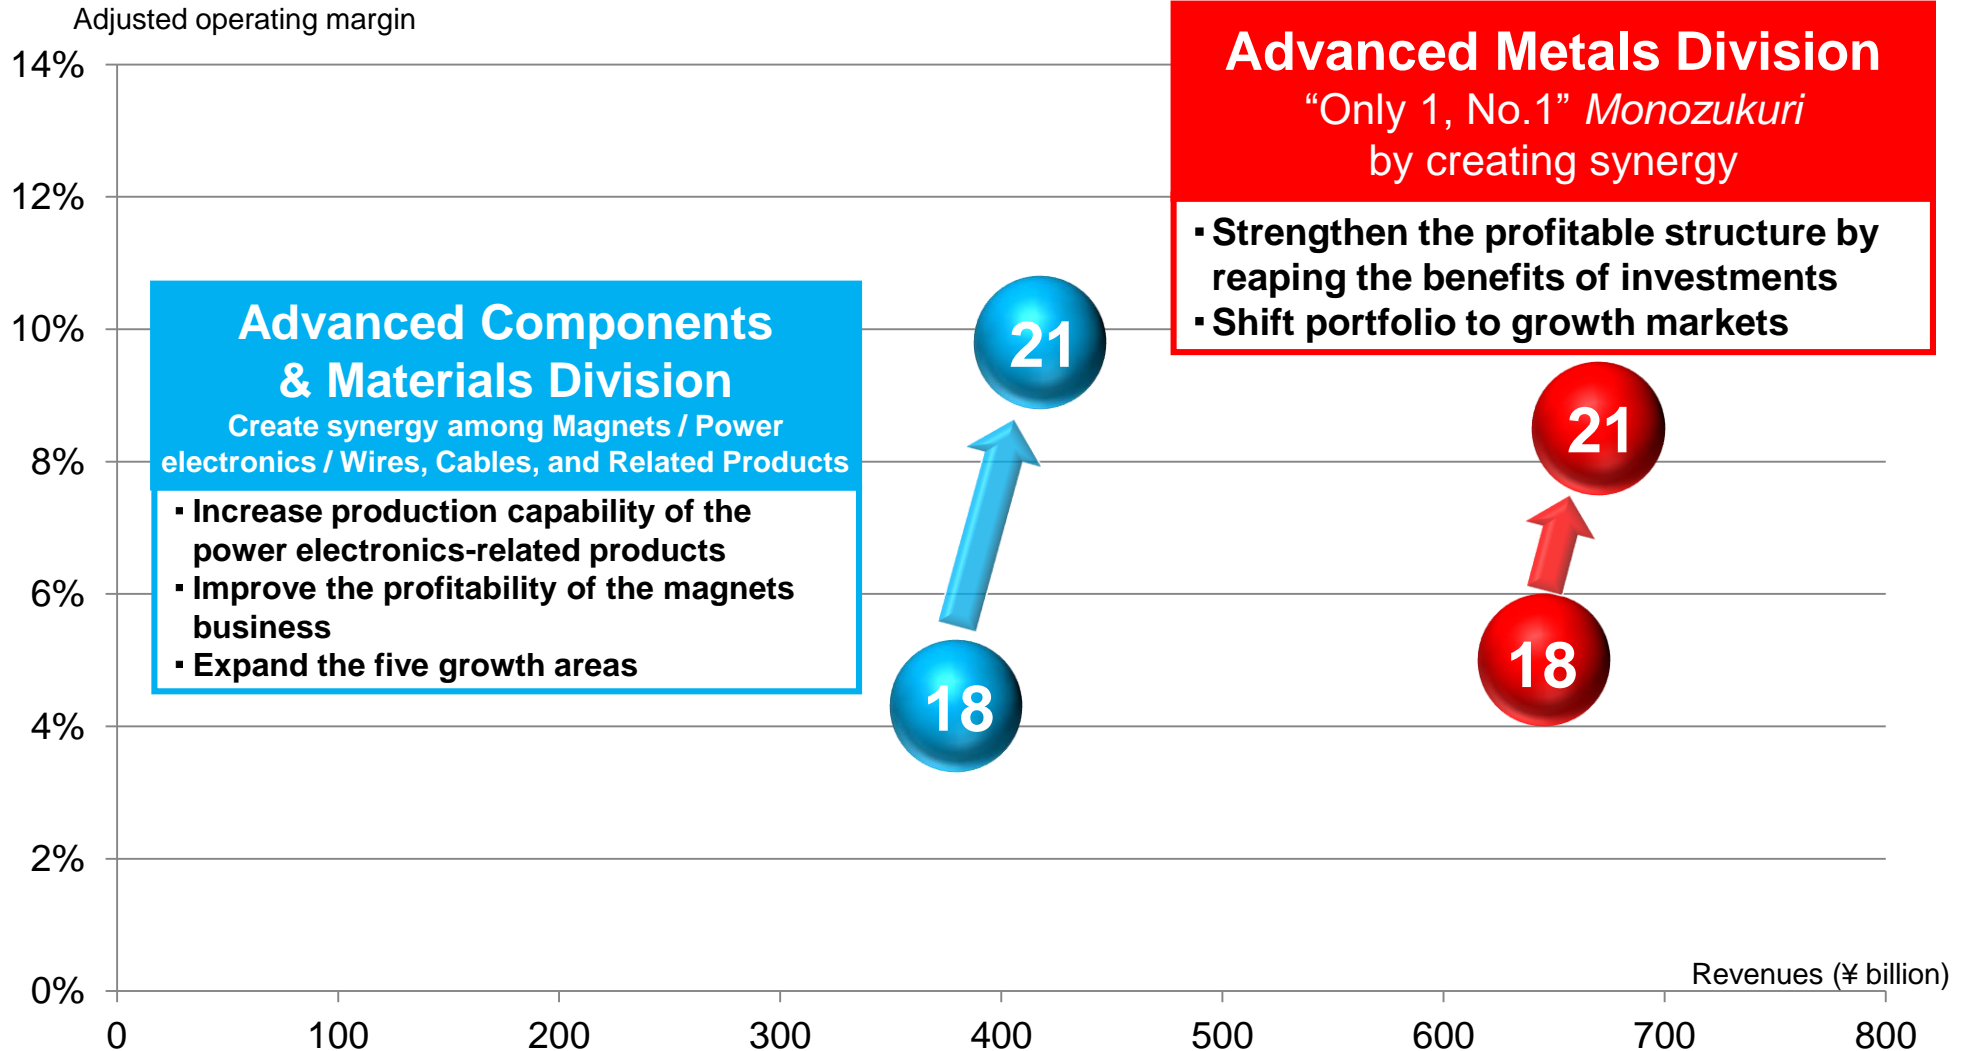 Adjusted operating margin
14%
12%
10%
8%
6%
4%
2%
0%
Advanced Metals Division
“Only 1, No.1” Monozukuri
by creating synergy
▪Strengthen the profitable structure by
reaping the benefits of investments
▪Shift portfolio to growth markets
Advanced Components
& Materials Division
Create synergy among Magnets / Power
electronics / Wires, Cables, and Related Products
▪Increase production capability of the
power electronics-related products
▪Improve the profitability of the magnets
business
▪Expand the five growth areas
21
18
21
18
Revenues (¥ billion)
0 100 200 300 400 500 600 700 800